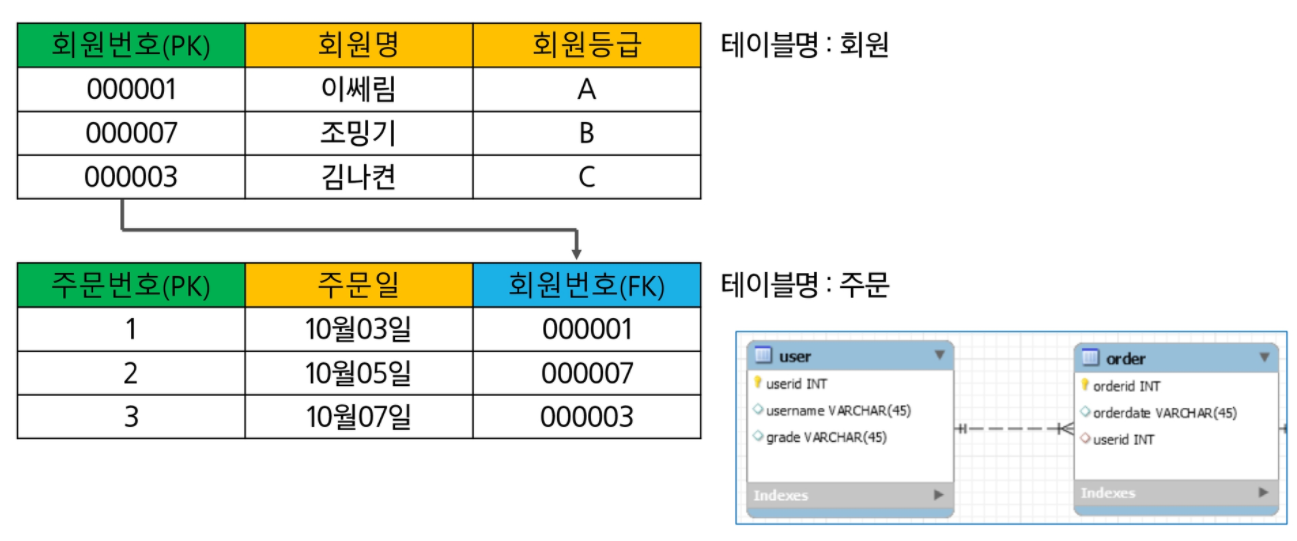 회원번호(PK) 회원명 회원등급 테이블명 : 회원
000001 이쎄림 A
000007 조밍기 B
000003 김나켠 C
주문번호(PK) 주문일 회원번호(FK) 테이블명 : 주문
1 10월03일 000001
2 10월05일 000007
3 10월07일 000003
user
userid INT
username VARCHAR(45)
grade VARCHAR(45)
Indexes
order
orderid INT
orderdate VARCHAR(45)
userid INT
Indexes